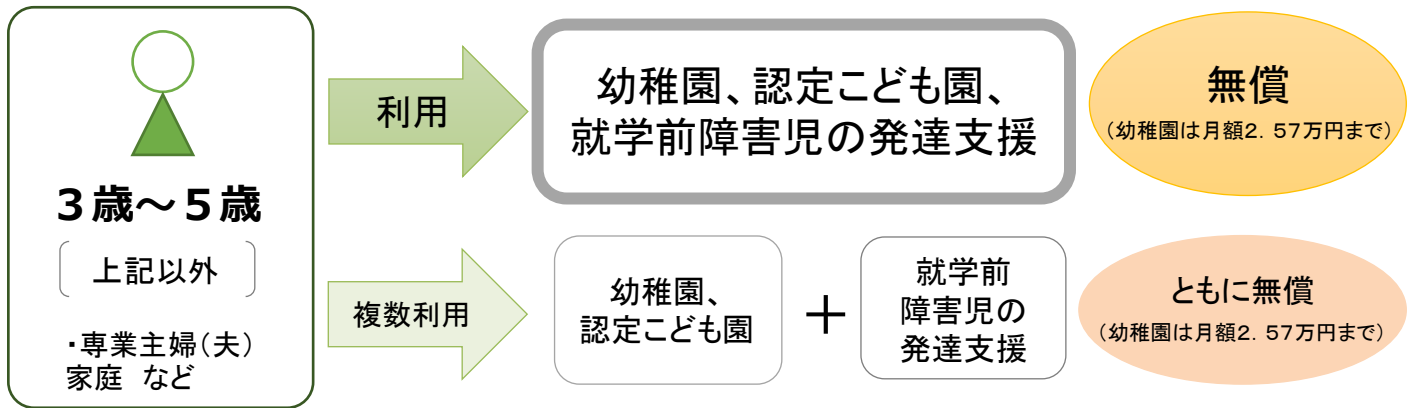 3歳～5歳
上記以外
・専業主婦(夫)
家庭 など
利用
幼稚園、認定こども園、
就学前障害児の発達支援
無償
(幼稚園は月額2．57万円まで)
複数利用
幼稚園、
認定こども園
＋
就学前
障害児の
発達支援
ともに無償
(幼稚園は月額2．57万円まで)